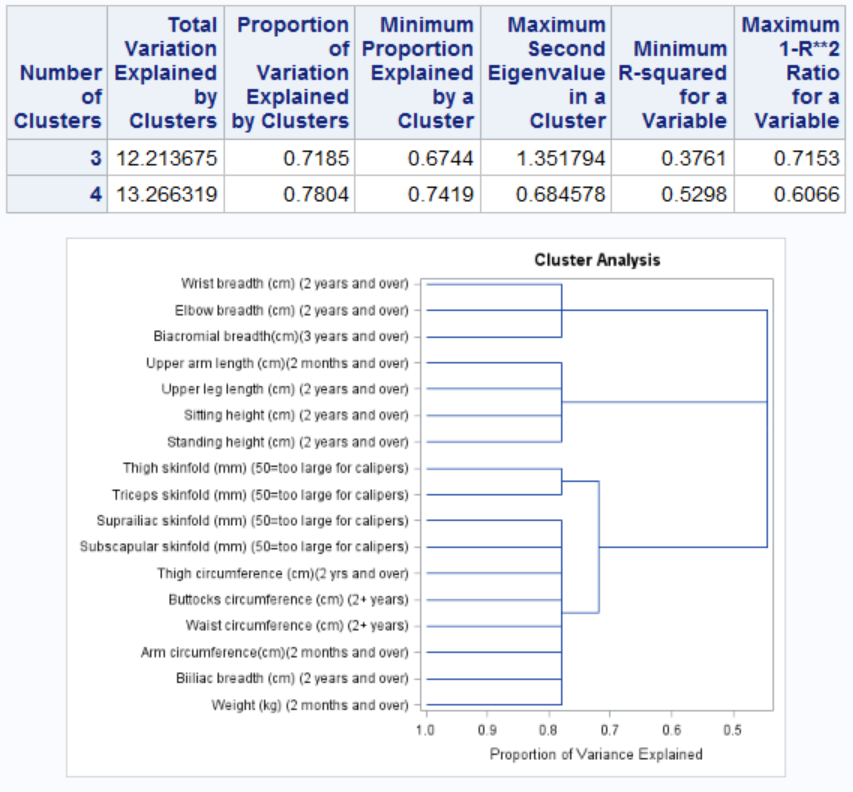 Number of Clusters Total Variation Explained by Clusters Proportion of Variation Explained by Clusters Minimum Proportion Explained by a Cluster Maximum Second Eigenvalue in a Cluster Minimum R-squared for a Variable Maximum 1-R**2 Ratio for a Variable
3 12.213675 0.7185 0.6744 1.351794 0.3761 0.7153
4 13.266319 0.7804 0.7419 0.684578 0.5298 0.6066
Cluster Analysis
Wrist breadth (cm) (2 years and over)
Elbow breadth (cm) (2 years and over)
Biacromial breadth(cm)(3 years and over)
Upper arm length (cm)(2 months and over)
Upper leg length (cm) (2 years and over)
Sitting height (cm) (2 years and over)
Standing height (cm) (2 years and over)
Thigh skinfold (mm) (50=too large for calipers)
Triceps skinfold (mm) (50=too large for calipers)
Suprailiac skinfold (mm) (50=too large for calipers)
Subscapular skinfold (mm) (50=too large for calipers)
Thigh circumference (cm)(2 yrs and over)
Buttocks circumference (cm) (2+ years)
Waist circumference (cm) (2+ years)
Arm circumference(cm)(2 months and over)
Biiliac breadth (cm) (2 years and over)
Weight (kg) (2 months and over)
1.0 0.9 0.8 0.7 0.6 0.5
Proportion of Variance Explained